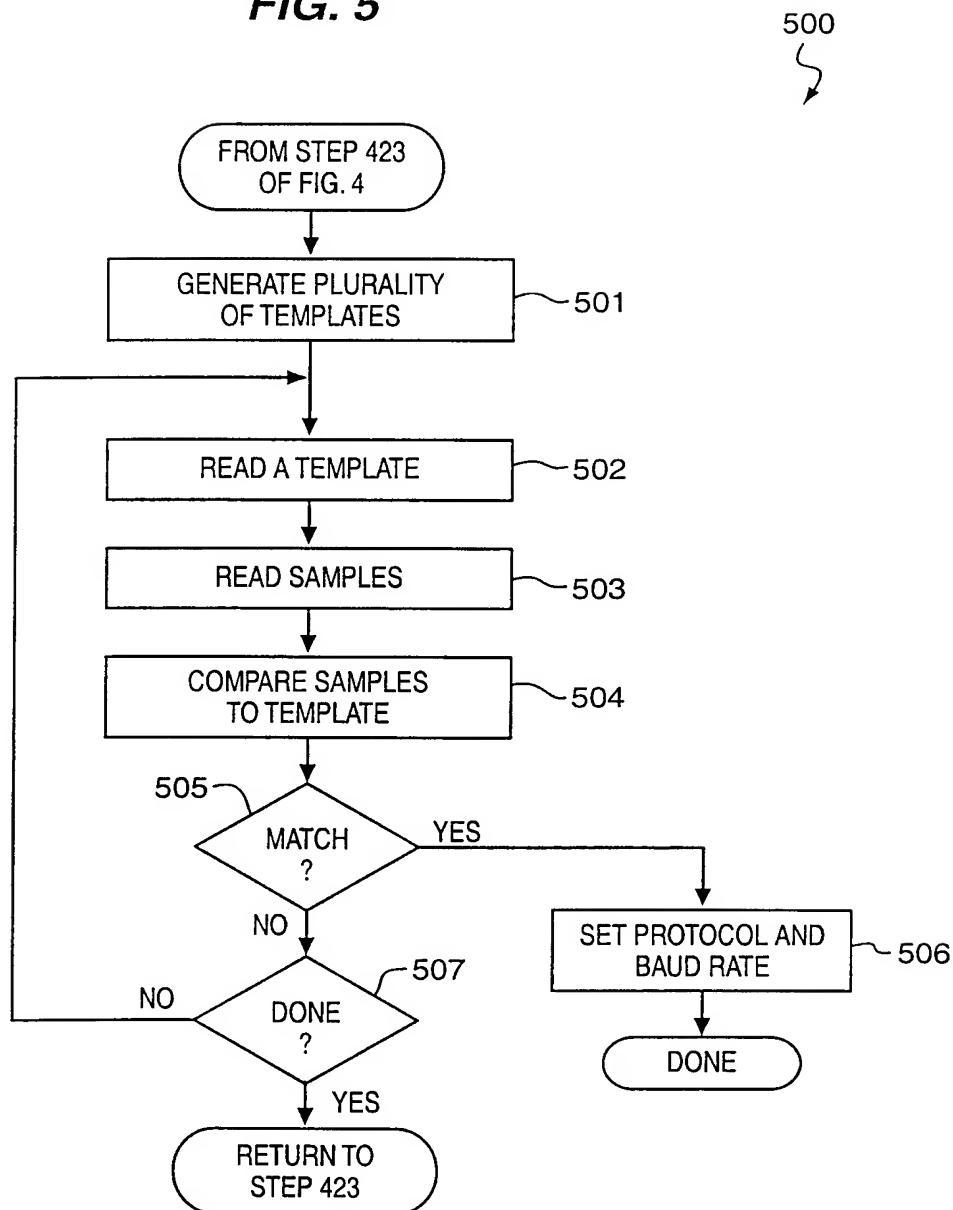 FIG. 5
500
FROM STEP 423
OF FIG. 4
GENERATE PLURALITY
OF TEMPLATES
501
READ A TEMPLATE
502
READ SAMPLES
503
COMPARE SAMPLES
TO TEMPLATE
504
505
MATCH
?
YES
NO
SET PROTOCOL AND
BAUD RATE
506
507
NO
DONE
?
DONE
YES
RETURN TO
STEP 423